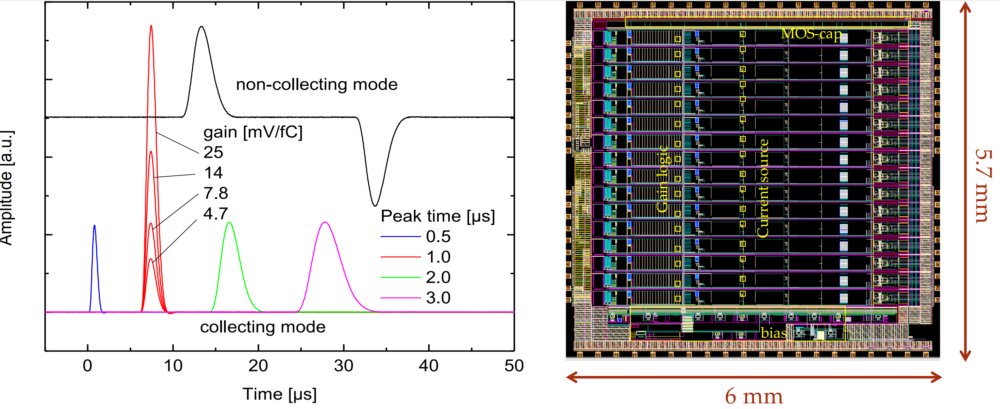 Amplitude [a.u.]
non-collecting mode
gain [mV/fC]
25
14
7.8
4.7
Peak time [µs]
0.5
1.0
2.0
3.0
collecting mode
0 10 20 30 40 50
Time [µs]
MOS-cap
Gain logic
Current source
bias
5.7 mm
6 mm